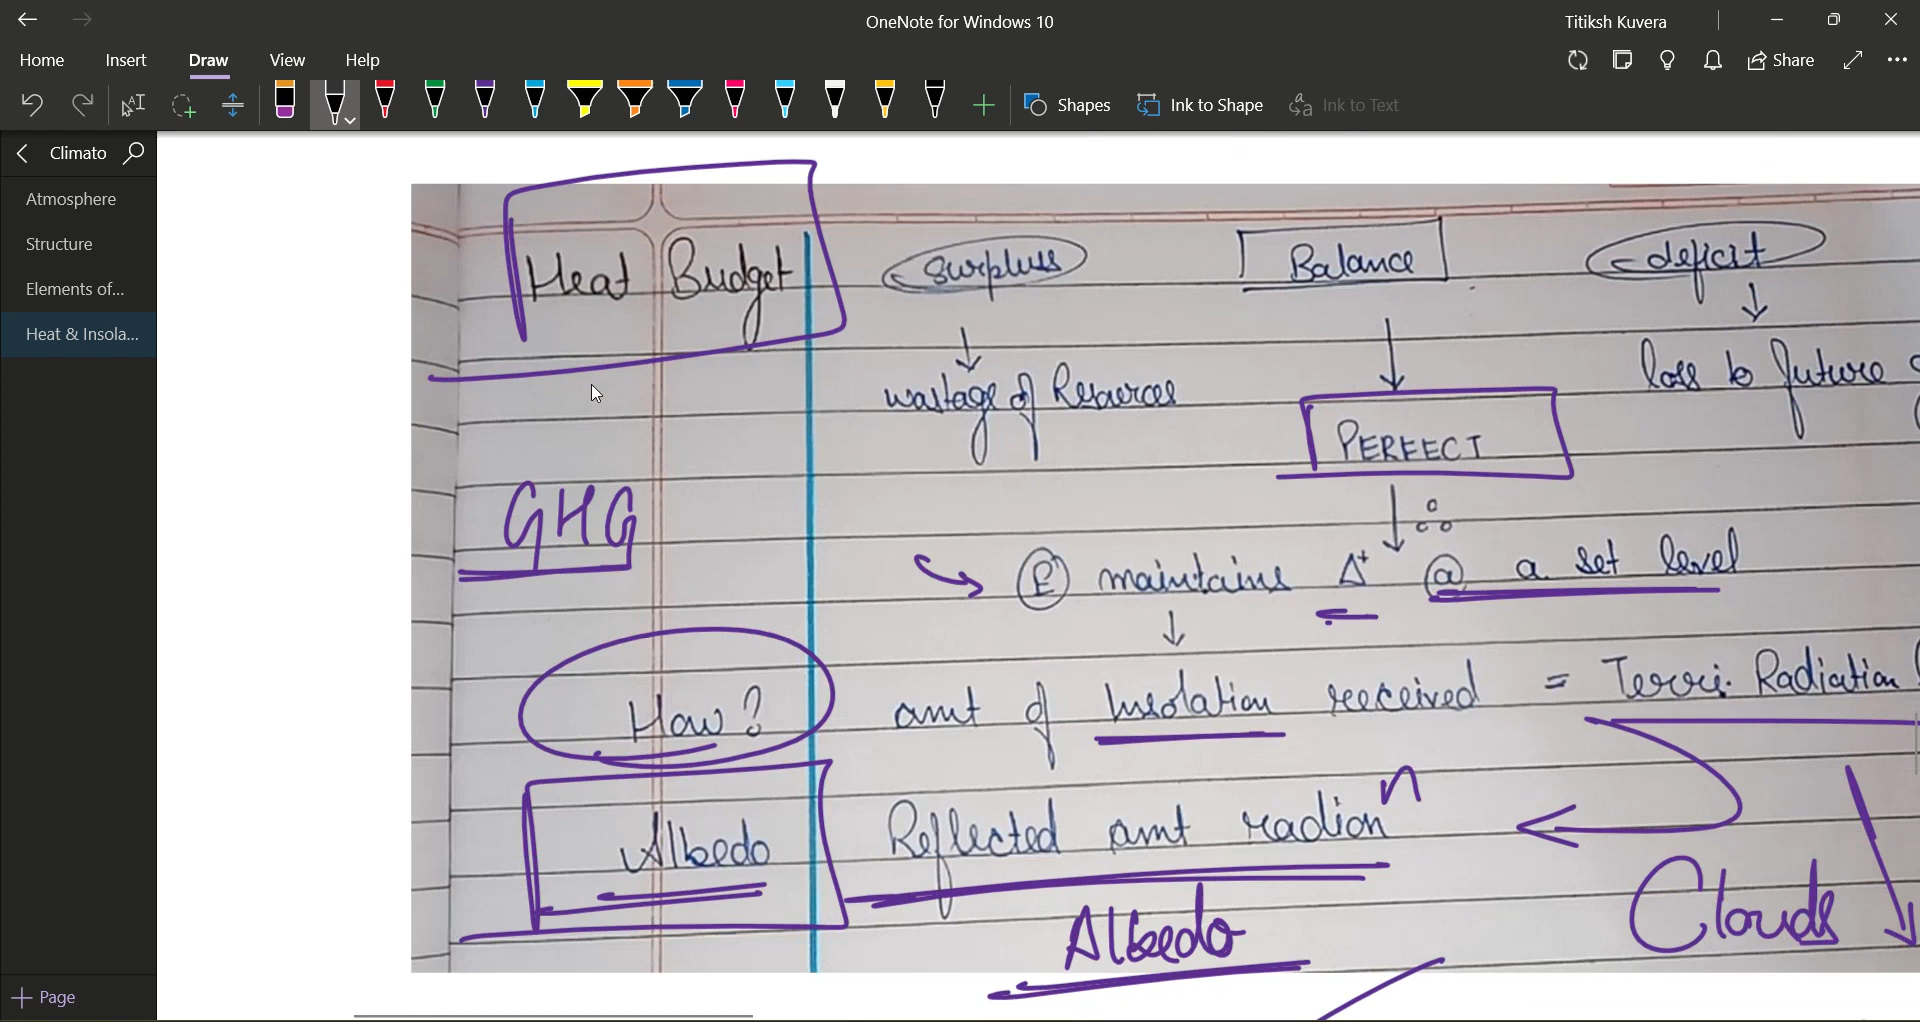 OneNote for Windows 10
Titiksh Kuvera
Home Insert Draw View Help
Share
Shapes Ink to Shape Ink to Text
Climato
Atmosphere
Structure
Elements of...
Heat & Insola...
Page
Heat Budget surpluss Balance deficit
wastage of Resources PERFECT loss to future
GHG
E maintains Δ+ @ a set level
How? amt of Insolation received = Terri. Radiation
Albedo Reflected amt radion n
Albedo Clouds